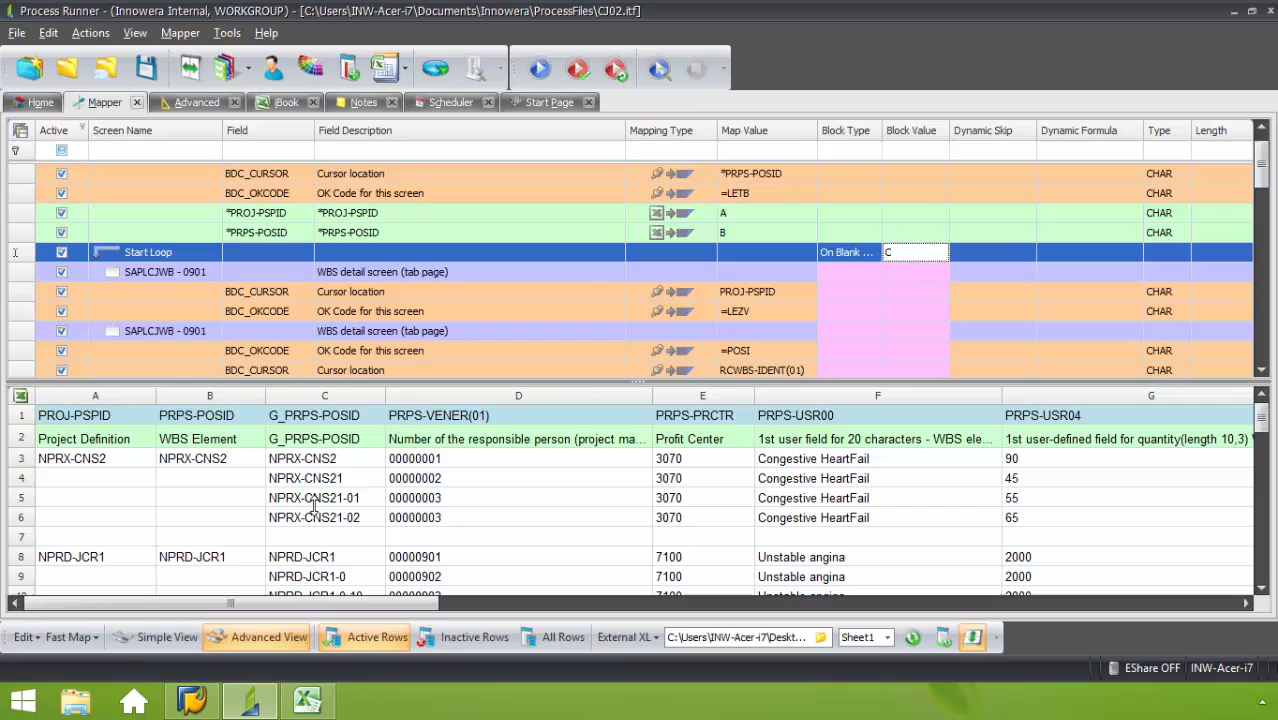 Process Runner - (Innowera Internal, WORKGROUP) - [C:\Users\INW-Acer-i7\Documents\Innowera\ProcessFiles\CJ02.itf]
File Edit Actions View Mapper Tools Help
Home Mapper Advanced iBook Notes Scheduler Start Page
Active Screen Name Field Field Description Mapping Type Map Value Block Type Block Value Dynamic Skip Dynamic Formula Type Length
BDC_CURSOR Cursor location *PRPS-POSID CHAR
BDC_OKCODE OK Code for this screen =LETB CHAR
*PROJ-PSPID *PROJ-PSPID A CHAR
*PRPS-POSID *PRPS-POSID B CHAR
Start Loop On Blank ... C
SAPLCJWB - 0901 WBS detail screen (tab page)
BDC_CURSOR Cursor location PROJ-PSPID CHAR
BDC_OKCODE OK Code for this screen =LEZV CHAR
SAPLCJWB - 0901 WBS detail screen (tab page)
BDC_OKCODE OK Code for this screen =POSI CHAR
BDC_CURSOR Cursor location RCWBS-IDENT(01) CHAR
A B C D E F G
1 PROJ-PSPID PRPS-POSID G_PRPS-POSID PRPS-VENER(01) PRPS-PRCTR PRPS-USR00 PRPS-USR04
2 Project Definition WBS Element G_PRPS-POSID Number of the responsible person (project ma... Profit Center 1st user field for 20 characters - WBS ele... 1st user-defined field for quantity(length 10,3)
3 NPRX-CNS2 NPRX-CNS2 NPRX-CNS2 00000001 3070 Congestive HeartFail 90
4 NPRX-CNS21 00000002 3070 Congestive HeartFail 45
5 NPRX-CNS21-01 00000003 3070 Congestive HeartFail 55
6 NPRX-CNS21-02 00000003 3070 Congestive HeartFail 65
7
8 NPRD-JCR1 NPRD-JCR1 NPRD-JCR1 00000901 7100 Unstable angina 2000
9 NPRD-JCR1-0 00000902 7100 Unstable angina 2000
Edit Fast Map Simple View Advanced View Active Rows Inactive Rows All Rows External XL C:\Users\INW-Acer-i7\Deskt... Sheet1
EShare OFF INW-Acer-i7